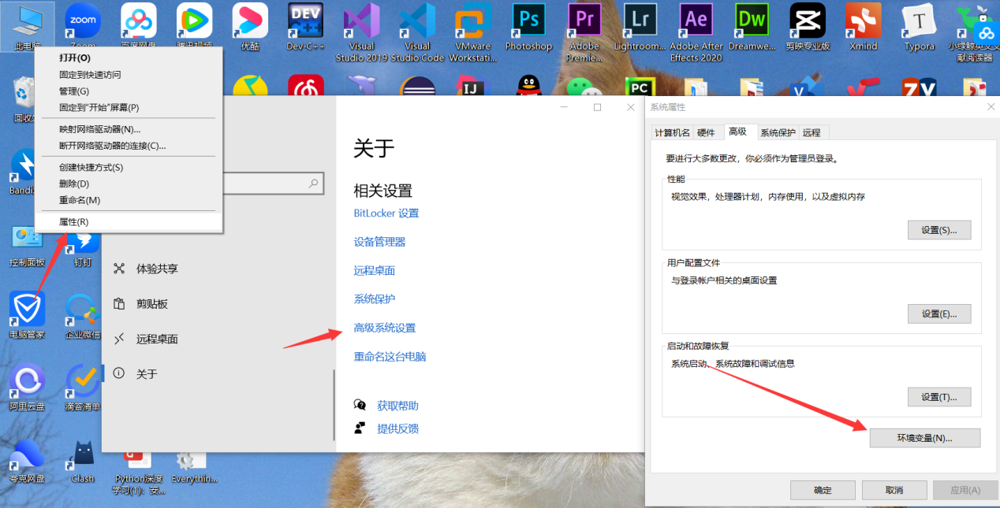 zoom
DEV
Ps
Pr
Lr
Ae
Dw
T
此电脑
Zoom
百度网盘
腾讯视频
优酷
Dev-C++
Visual
Studio 2019
Visual
Studio Code
VMware
Workstati...
Photoshop
Adobe
Premie...
Lightroom...
Adobe After
Effects 2020
Dreamwe...
剪映专业版
Xmind
Typora
小绿鲸英文文
献阅读器
打开(O)
固定到快速访问
管理(G)
固定到"开始"屏幕(P)
映射网络驱动器(N)...
断开网络驱动器的连接(C)...
创建快捷方式(S)
删除(D)
重命名(M)
属性(R)
IJ
PC
回收
Bandi
控制面板
钉钉
电脑管家
企业微信
阿里云盘
滴答清单
夸克网盘
Clash
Python深度
学习(1)：安...
Everythin...
体验共享
剪贴板
远程桌面
关于
关于
相关设置
BitLocker 设置
设备管理器
远程桌面
系统保护
高级系统设置
重命名这台电脑
获取帮助
提供反馈
系统属性
计算机名
硬件
高级
系统保护
远程
要进行大多数更改，你必须作为管理员登录。
性能
视觉效果，处理器计划，内存使用，以及虚拟内存
设置(S)...
用户配置文件
与登录帐户相关的桌面设置
设置(E)...
启动和故障恢复
系统启动、系统故障和调试信息
设置(T)...
环境变量(N)...
确定
取消
应用(A)